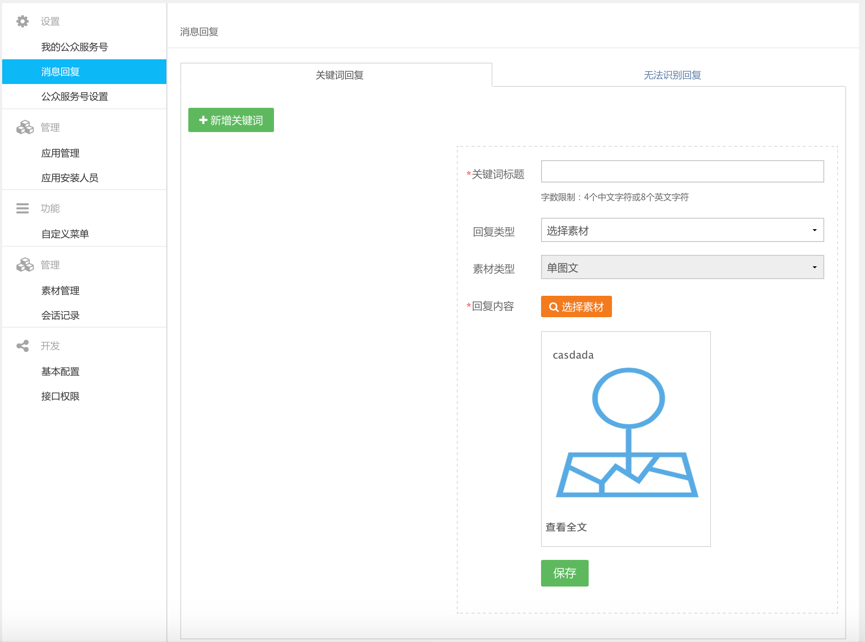 设置
我的公众服务号
消息回复
公众服务号设置
管理
应用管理
应用安装人员
功能
自定义菜单
管理
素材管理
会话记录
开发
基本配置
接口权限
消息回复
关键词回复
无法识别回复
新增关键词
*关键词标题
字数限制：4个中文字符或8个英文字符
回复类型
选择素材
素材类型
单图文
*回复内容
选择素材
casdada
查看全文
保存